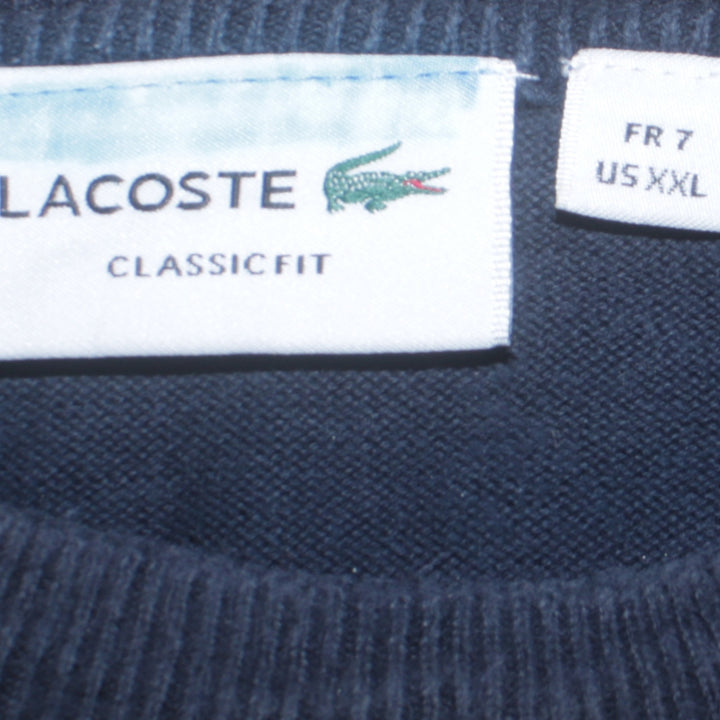 LACOSTE
CLASSIC FIT
FR 7
US XXL